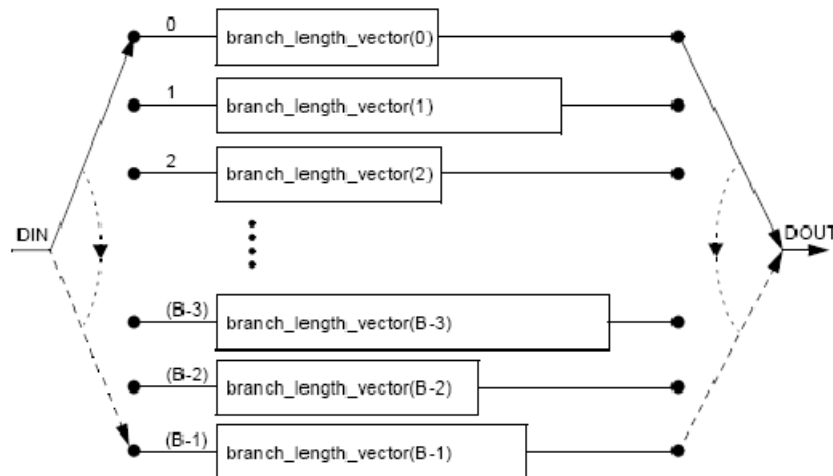 0 branch_length_vector(0)
1 branch_length_vector(1)
2 branch_length_vector(2)
DIN
DOUT
(B-3) branch_length_vector(B-3)
(B-2) branch_length_vector(B-2)
(B-1) branch_length_vector(B-1)